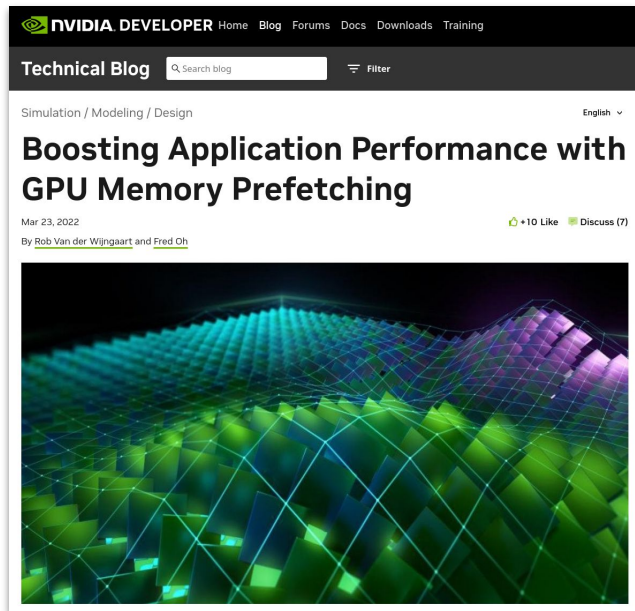 NVIDIA. DEVELOPER Home Blog Forums Docs Downloads Training
Technical Blog Search blog Filter
Simulation / Modeling / Design English
Boosting Application Performance with
GPU Memory Prefetching
Mar 23, 2022 +10 Like Discuss (7)
By Rob Van der Wijngaart and Fred Oh